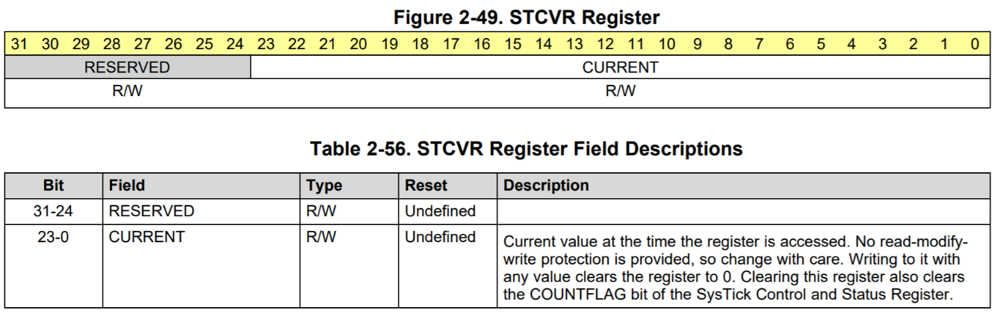 Figure 2-49. STCVR Register
31 30 29 28 27 26 25 24 23 22 21 20 19 18 17 16 15 14 13 12 11 10 9 8 7 6 5 4 3 2 1 0
RESERVED CURRENT
R/W R/W
Table 2-56. STCVR Register Field Descriptions
Bit Field Type Reset Description
31-24 RESERVED R/W Undefined
23-0 CURRENT R/W Undefined Current value at the time the register is accessed. No read-modify-
write protection is provided, so change with care. Writing to it with
any value clears the register to 0. Clearing this register also clears
the COUNTFLAG bit of the SysTick Control and Status Register.